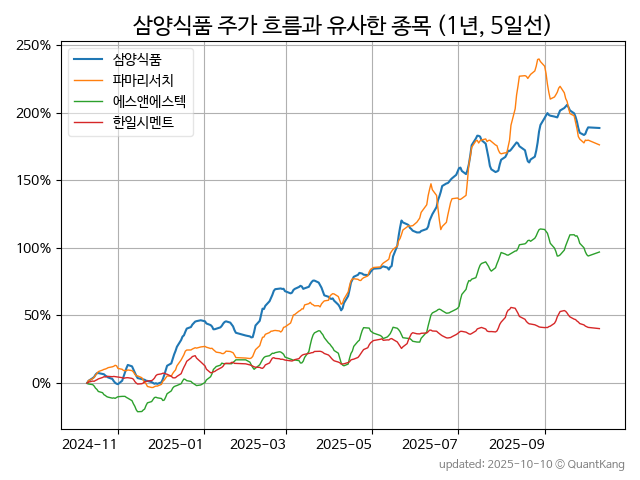 삼양식품 주가 흐름과 유사한 종목 (1년, 5일선)
250%
200%
150%
100%
50%
0%
삼양식품
파마리서치
에스앤에스텍
한일시멘트
2024-11 2025-01 2025-03 2025-05 2025-07 2025-09
updated: 2025-10-10 © QuantKang